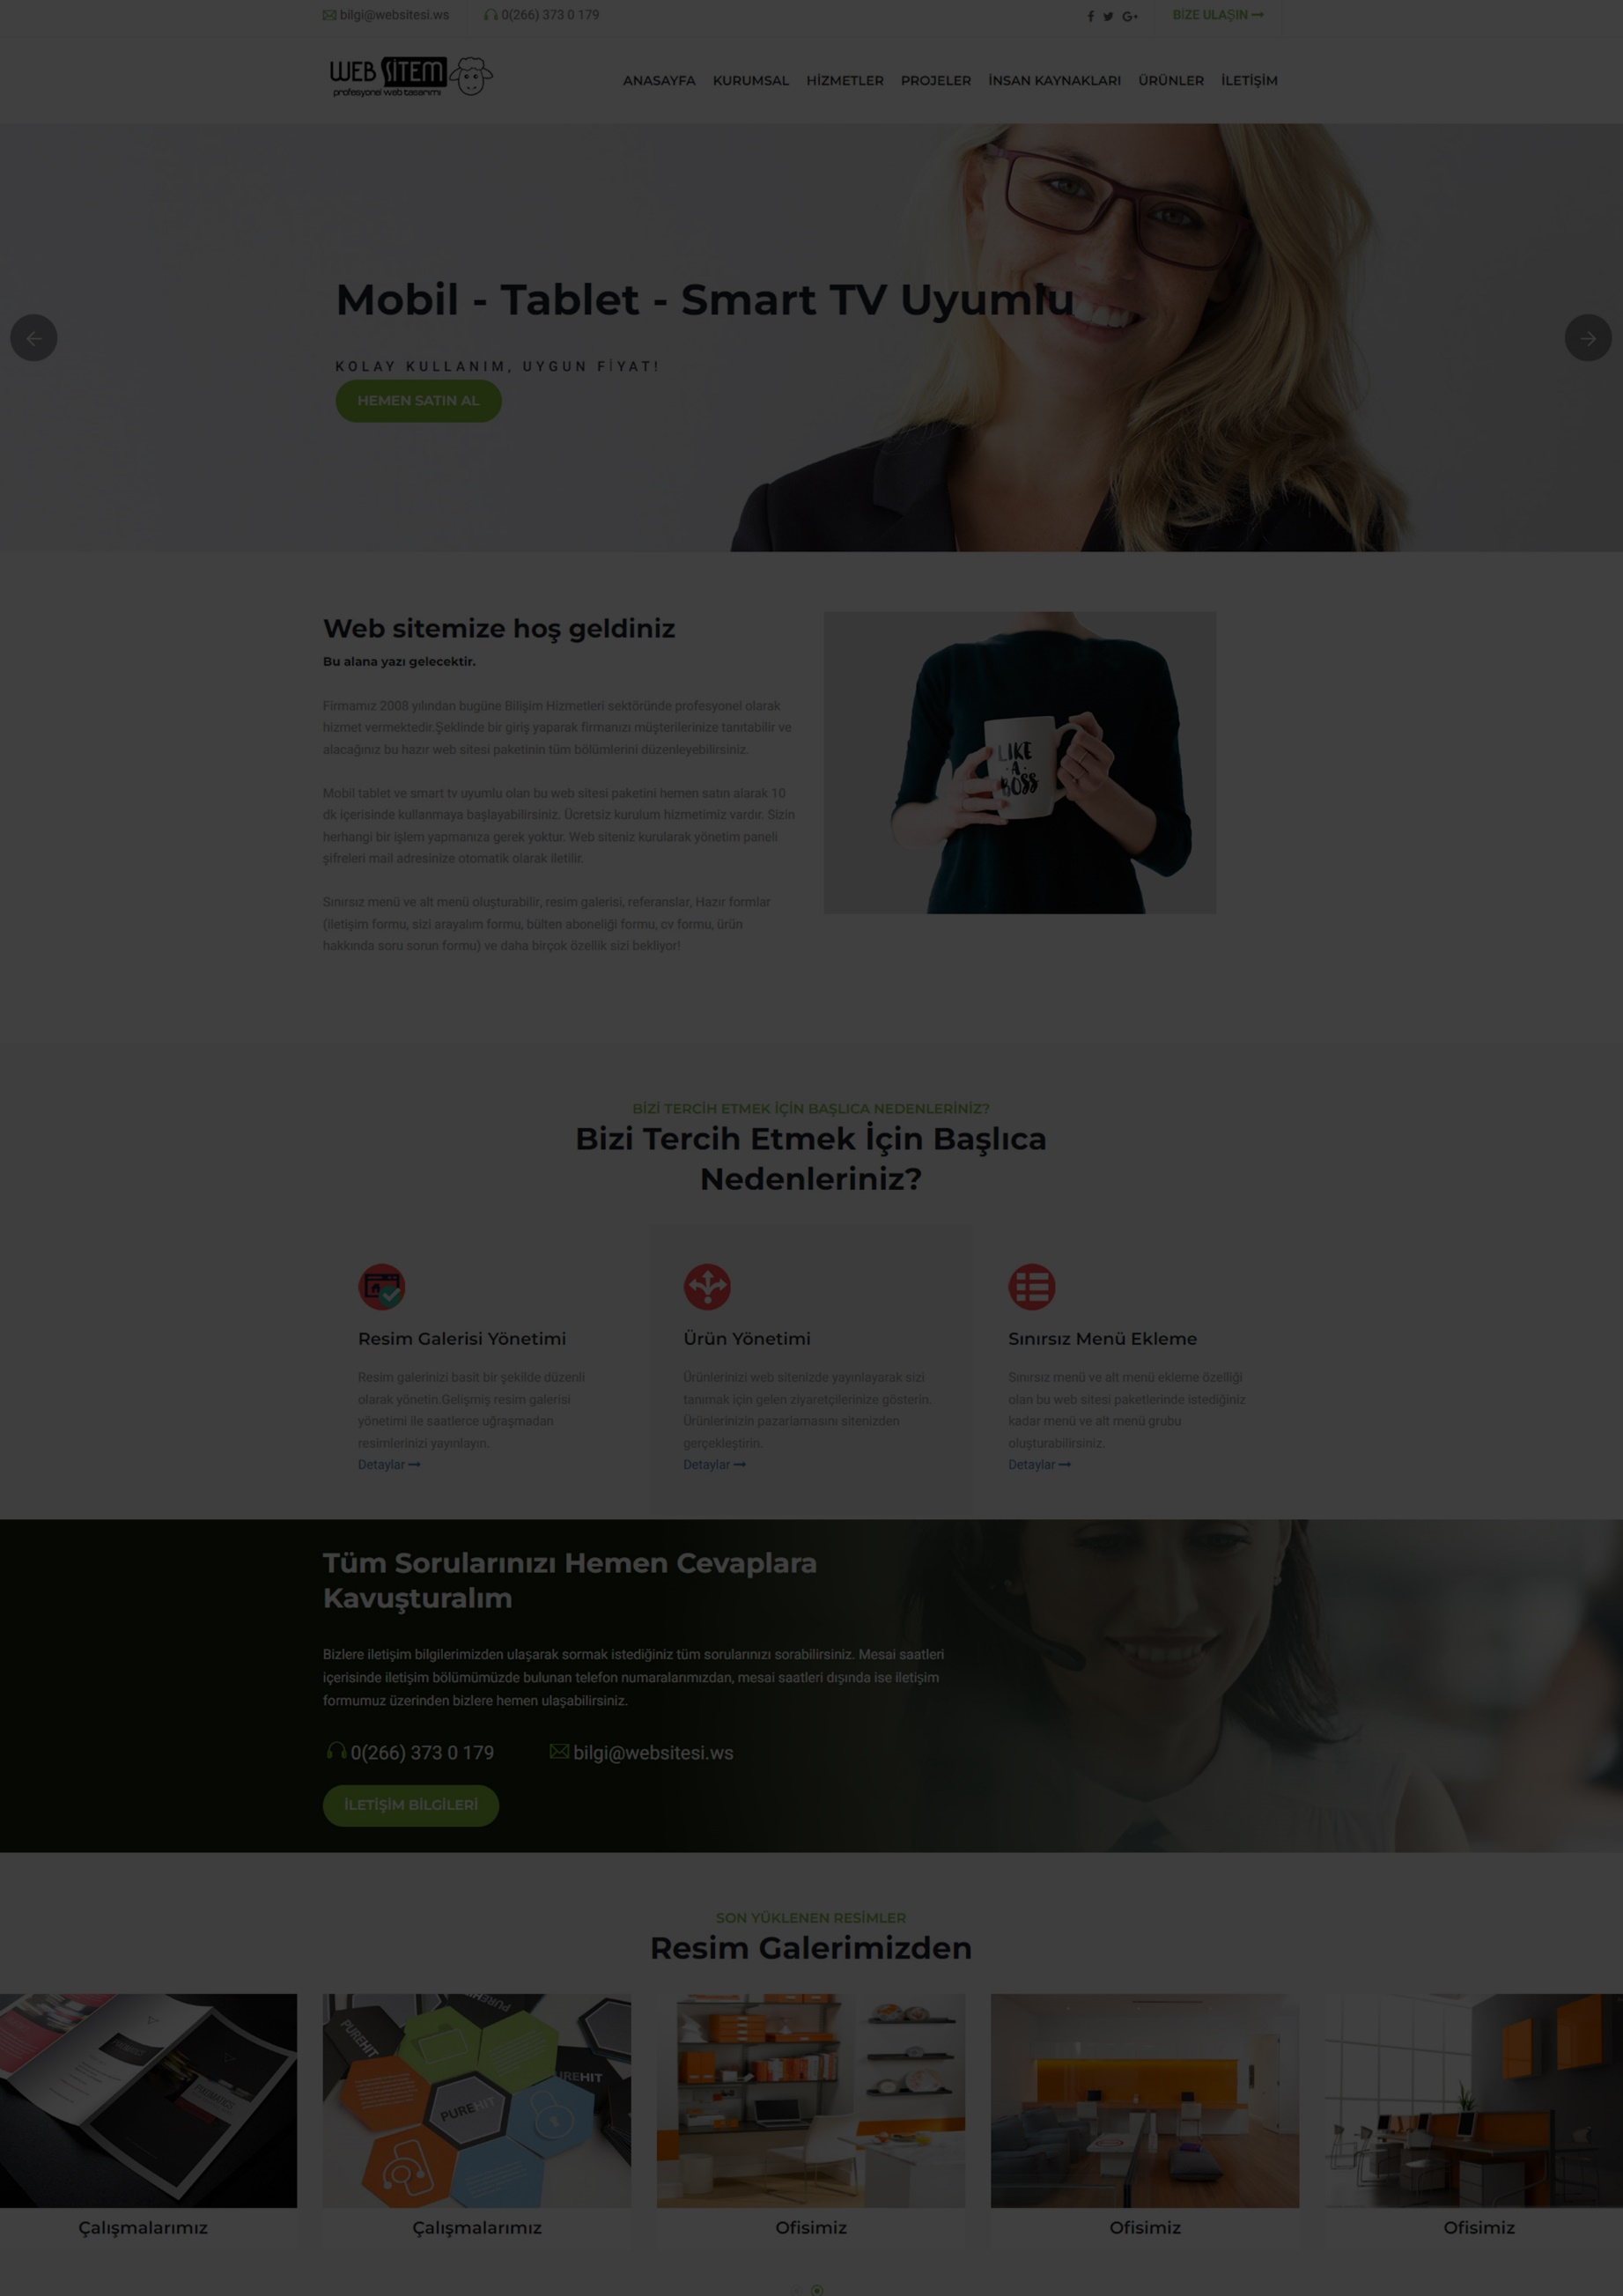 bilgi@websitesi.ws
0(266) 373 0 179
BİZE ULAŞIN
WEB SİTEM
profesyonel web tasarımı
ANASAYFA KURUMSAL HİZMETLER PROJELER İNSAN KAYNAKLARI ÜRÜNLER İLETİŞİM
Mobil - Tablet - Smart TV Uyumlu
KOLAY KULLANIM, UYGUN FİYAT!
HEMEN SATIN AL
Web sitemize hoş geldiniz
Bu alana yazı gelecektir.
Firmamız 2008 yılından bugüne Bilişim Hizmetleri sektöründe profesyonel olarak
hizmet vermektedir.Şeklinde bir giriş yaparak firmanızı müşterilerinize tanıtabilir ve
alacağınız bu hazır web sitesi paketinin tüm bölümlerini düzenleyebilirsiniz.
Mobil tablet ve smart tv uyumlu olan bu web sitesi paketini hemen satın alarak 10
dk içerisinde kullanmaya başlayabilirsiniz. Ücretsiz kurulum hizmetimiz vardır. Sizin
herhangi bir işlem yapmanıza gerek yoktur. Web siteniz kurularak yönetim paneli
şifreleri mail adresinize otomatik olarak iletilir.
Sınırsız menü ve alt menü oluşturabilir, resim galerisi, referanslar, Hazır formlar
(iletişim formu, sizi arayalım formu, bülten aboneliği formu, cv formu, ürün
hakkında soru sorun formu) ve daha birçok özellik sizi bekliyor!
LIKE
A
BOSS
BİZİ TERCİH ETMEK İÇİN BAŞLICA NEDENLERİNİZ?
Bizi Tercih Etmek İçin Başlıca
Nedenleriniz?
Resim Galerisi Yönetimi
Resim galerinizi basit bir şekilde düzenli
olarak yönetin.Gelişmiş resim galerisi
yönetimi ile saatlerce uğraşmadan
resimlerinizi yayınlayın.
Detaylar
Ürün Yönetimi
Ürünlerinizi web sitenizde yayınlayarak sizi
tanımak için gelen ziyaretçilerinize gösterin.
Ürünlerinizin pazarlamasını sitenizden
gerçekleştirin.
Detaylar
Sınırsız Menü Ekleme
Sınırsız menü ve alt menü ekleme özelliği
olan bu web sitesi paketlerinde istediğiniz
kadar menü ve alt menü grubu
oluşturabilirsiniz.
Detaylar
Tüm Sorularınızı Hemen Cevaplara
Kavuşturalım
Bizlere iletişim bilgilerimizden ulaşarak sormak istediğiniz tüm sorularınızı sorabilirsiniz. Mesai saatleri
içerisinde iletişim bölümümüzde bulunan telefon numaralarımızdan, mesai saatleri dışında ise iletişim
formumuz üzerinden bizlere hemen ulaşabilirsiniz.
0(266) 373 0 179
bilgi@websitesi.ws
İLETİŞİM BİLGİLERİ
SON YÜKLENEN RESİMLER
Resim Galerimizden
PUREHIT
PUREHIT
PUREHIT
Çalışmalarımız
Çalışmalarımız
Ofisimiz
Ofisimiz
Ofisimiz